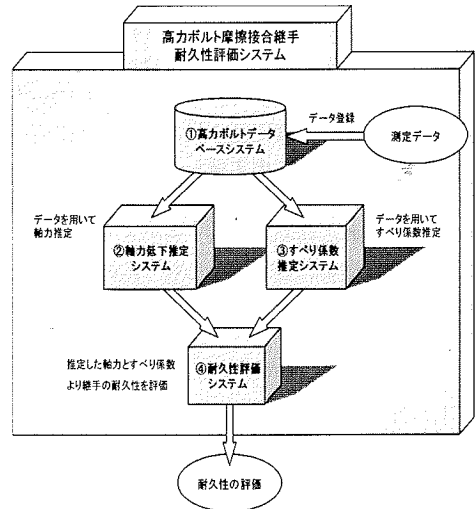 高力ボルト摩擦接合継手
耐久性評価システム
データ登録
①高力ボルトデータ
ベースシステム
測定データ
データを用いて
軸力推定
データを用いて
すべり係数推定
②軸力低下推定
システム
③すべり係数
推定システム
推定した軸力とすべり係数
より継手の耐久性を評価
④耐久性評価
システム
耐久性の評価